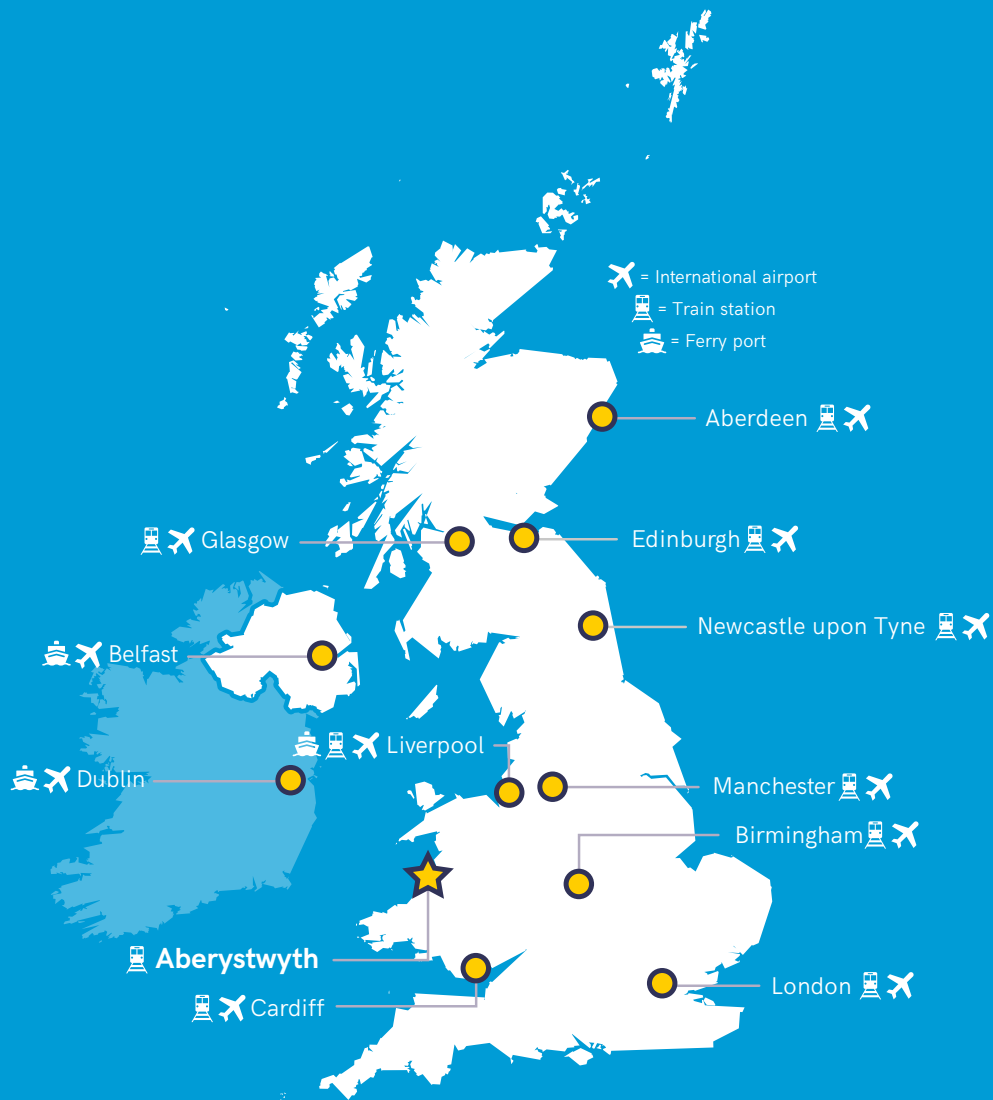 = International airport
= Train station
= Ferry port
Aberdeen
Glasgow
Edinburgh
Newcastle upon Tyne
Belfast
Liverpool
Dublin
Manchester
Birmingham
Aberystwyth
London
Cardiff